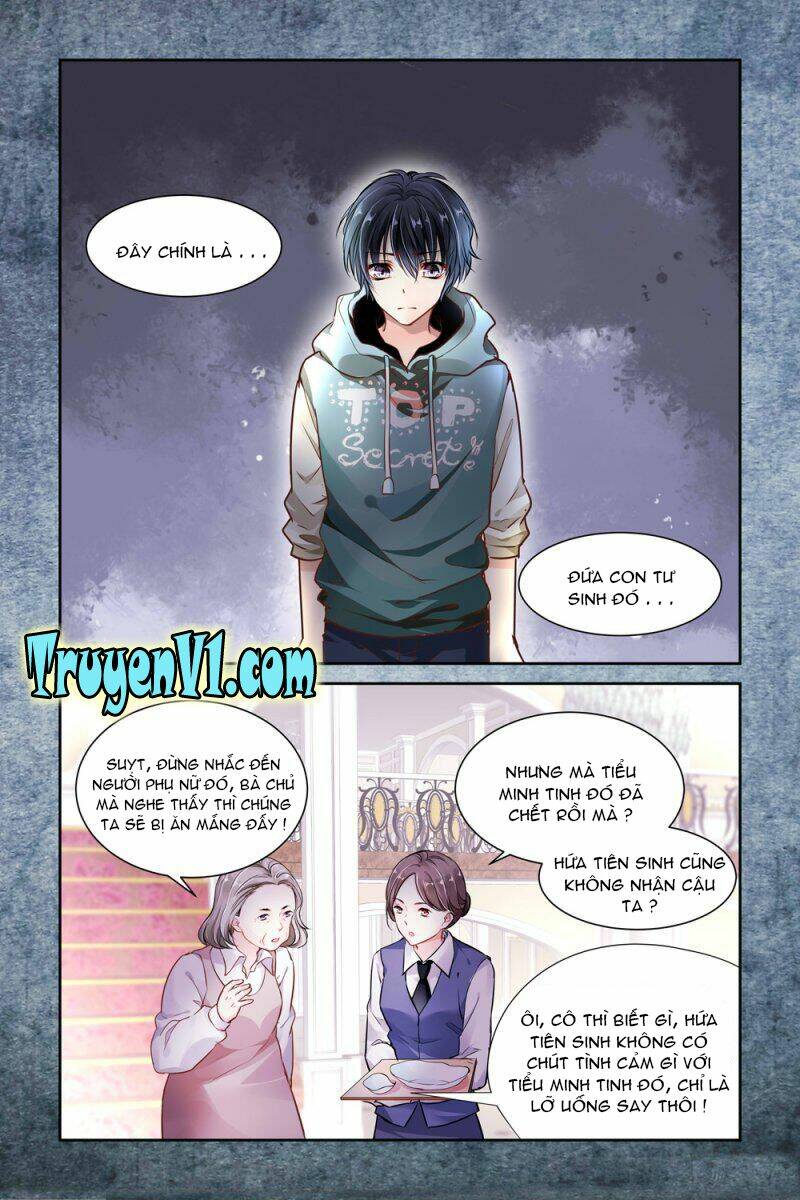 ĐÂY CHÍNH LÀ . . .
TOP
Secret
ĐỨA CON TƯ
SINH ĐÓ . . .
TruyenV1.com
SUYT, ĐỪNG NHẮC ĐẾN
NGƯỜI PHỤ NỮ ĐÓ, BÀ CHỦ
MÀ NGHE THẤY THÌ CHÚNG
TA SẼ BỊ ĂN MẮNG ĐẤY !
NHƯNG MÀ TIỂU
MINH TINH ĐÓ ĐÃ
CHẾT RỒI MÀ ?
HỨA TIÊN SINH CŨNG
KHÔNG NHẬN CẬU
TA ?
ÔI, CÔ THÌ BIẾT GÌ, HỨA
TIÊN SINH KHÔNG CÓ
CHÚT TÌNH CẢM GÌ VỚI
TIỂU MINH TINH ĐÓ, CHỈ LÀ
LỠ UỐNG SAY THÔI !